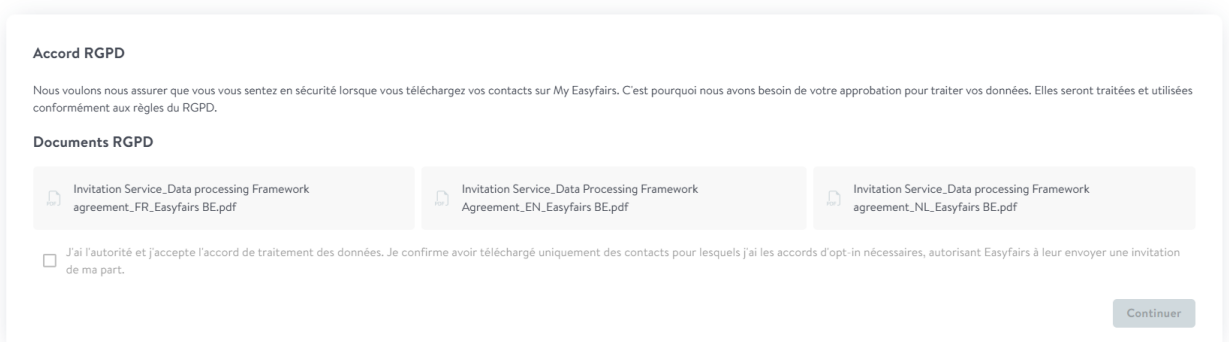 Accord RGPD
Nous voulons nous assurer que vous vous sentez en sécurité lorsque vous téléchargez vos contacts sur My Easyfairs. C'est pourquoi nous avons besoin de votre approbation pour traiter vos données. Elles seront traitées et utilisées
conformément aux règles du RGPD.
Documents RGPD
Invitation Service_Data processing Framework
agreement_FR_Easyfairs BE.pdf
Invitation Service_Data Processing Framework
Agreement_EN_Easyfairs BE.pdf
Invitation Service_Data processing Framework
agreement_NL_Easyfairs BE.pdf
J'ai l'autorité et j'accepte l'accord de traitement des données. Je confirme avoir téléchargé uniquement des contacts pour lesquels j'ai les accords d'opt-in nécessaires, autorisant Easyfairs à leur envoyer une invitation
de ma part.
Continuer